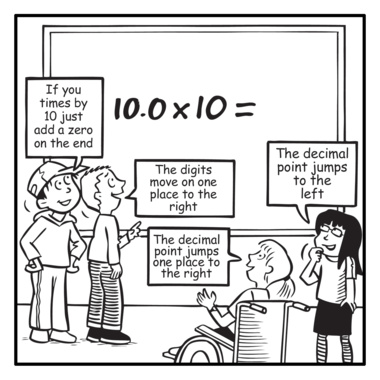 10.0 x 10 =
If you
times by
10 just
add a zero
on the end
The digits
move on one
place to the
right
The decimal
point jumps
one place to
the right
The decimal
point jumps
to the
left